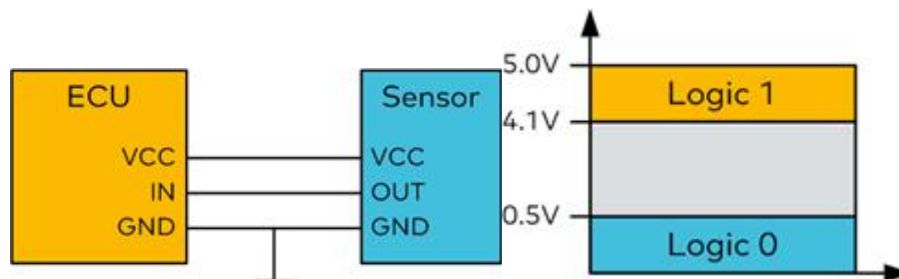 ECU
VCC
IN
GND
Sensor
VCC
OUT
GND
5.0V
4.1V
0.5V
Logic 1
Logic 0